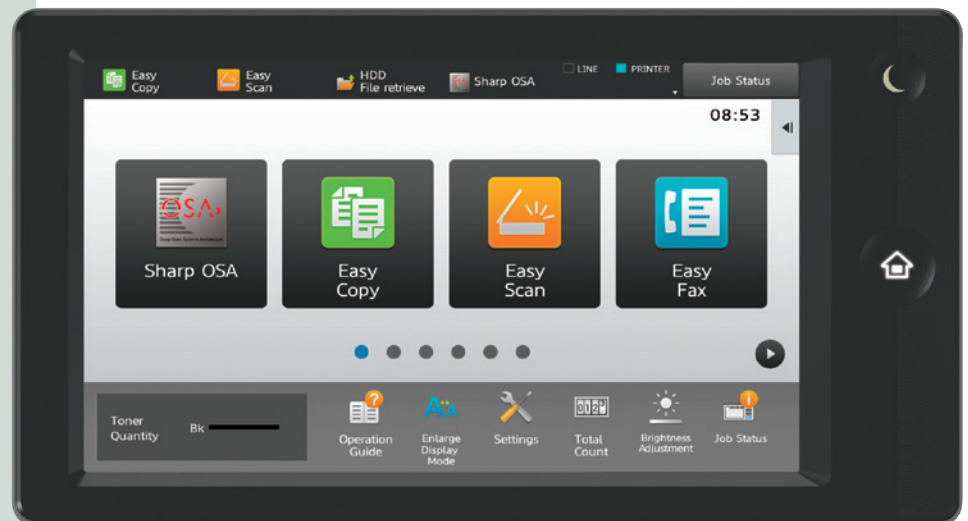 Easy
Copy
Easy
Scan
HDD
File retrieve
Sharp OSA
LINE
PRINTER
Job Status
08:53
OSA
Sharp OSA
Easy
Copy
Easy
Scan
Easy
Fax
Toner
Quantity
Bk
Operation
Guide
Enlarge
Display
Mode
Settings
Total
Count
Brightness
Adjustment
Job Status